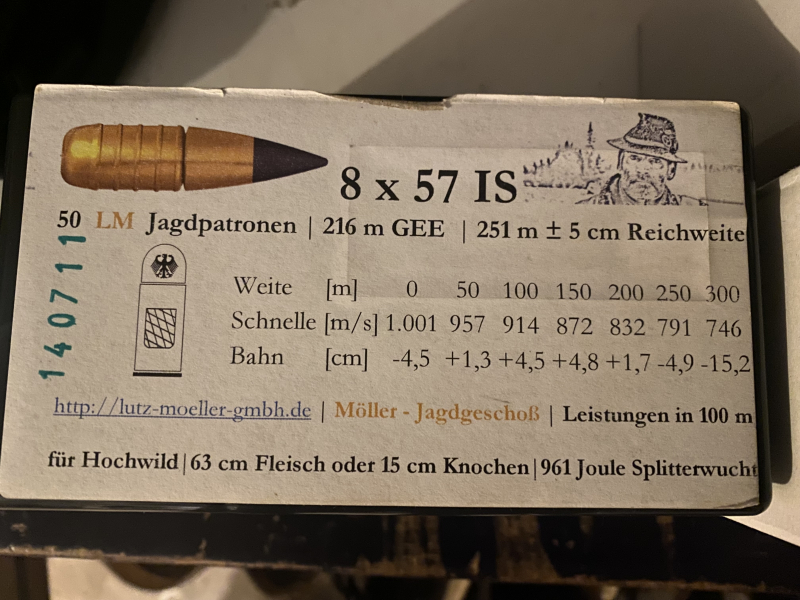 8 x 57 IS
50 LM Jagdpatronen | 216 m GEE | 251 m ± 5 cm Reichweite
140711
Weite [m] 0 50 100 150 200 250 300
Schnelle [m/s] 1.001 957 914 872 832 791 746
Bahn [cm] -4,5 +1,3 +4,5 +4,8 +1,7 -4,9 -15,2
http://lutz-moeller-gmbh.de | Möller - Jagdgeschoß | Leistungen in 100 m
für Hochwild | 63 cm Fleisch oder 15 cm Knochen | 961 Joule Splitterwucht